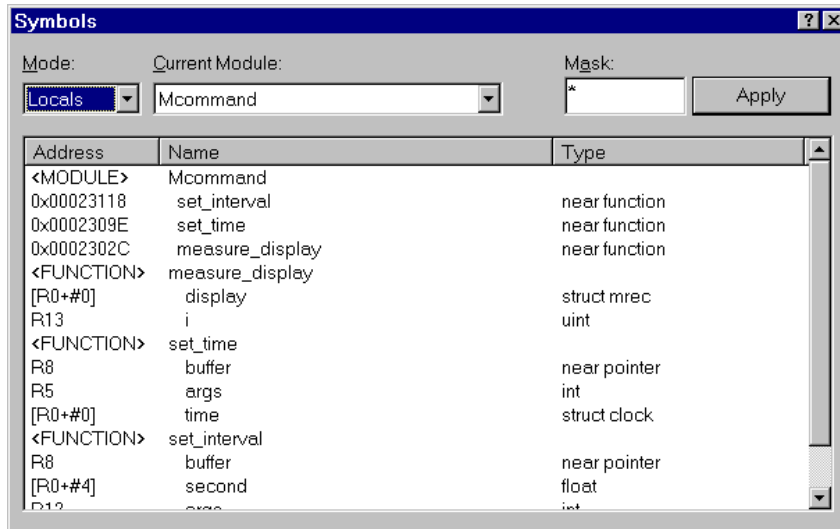 Symbols
Mode: Current Module: Mask:
Locals Mcommand * Apply
Address Name Type
<MODULE> Mcommand
0x00023118 set_interval near function
0x0002309E set_time near function
0x0002302C measure_display near function
<FUNCTION> measure_display
[R0+#0] display struct mrec
R13 i uint
<FUNCTION> set_time
R8 buffer near pointer
R5 args int
[R0+#0] time struct clock
<FUNCTION> set_interval
R8 buffer near pointer
[R0+#4] second float